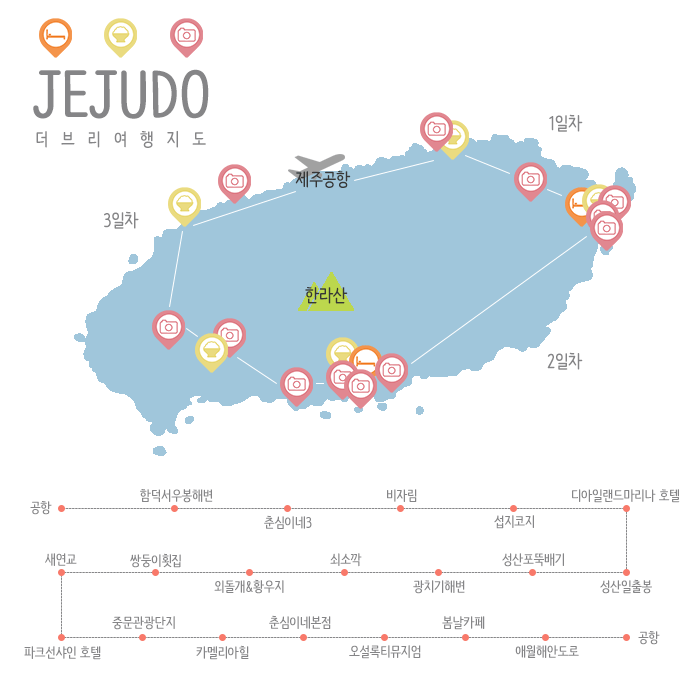 JEJUDO
더 브 리 여 행 지 도
1일차
제주공항
3일차
한라산
2일차
공항 함덕서우봉해변 춘심이네3 비자림 섭지코지 디아일랜드마리나 호텔
새연교 쌍둥이횟집 외돌개&황우지 쇠소깍 광치기해변 성산포뚝배기 성산일출봉
파크선샤인 호텔 중문관광단지 카멜리아힐 춘심이네본점 오설록티뮤지엄 봄날카페 애월해안도로 공항